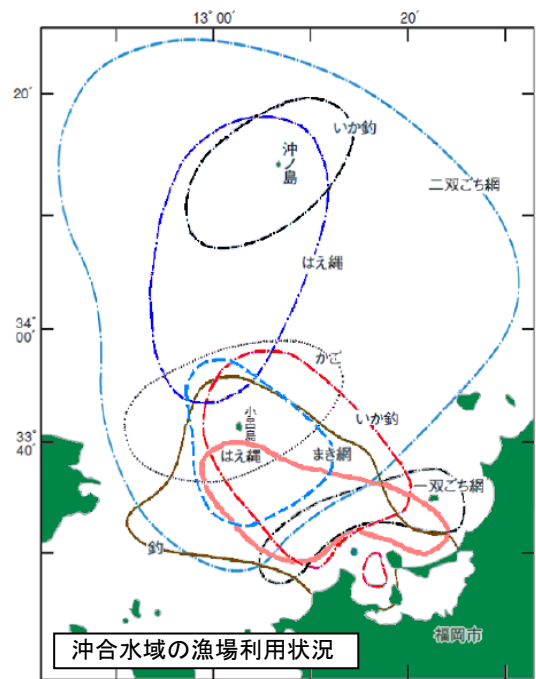 13° 00′
20′
20′
いか釣
沖ノ島
二双ごち網
はえ縄
34°
00′
かご
いか釣
小呂島
33°
40′
はえ縄
まき網
一双ごち網
釣
福岡市
沖合水域の漁場利用状況